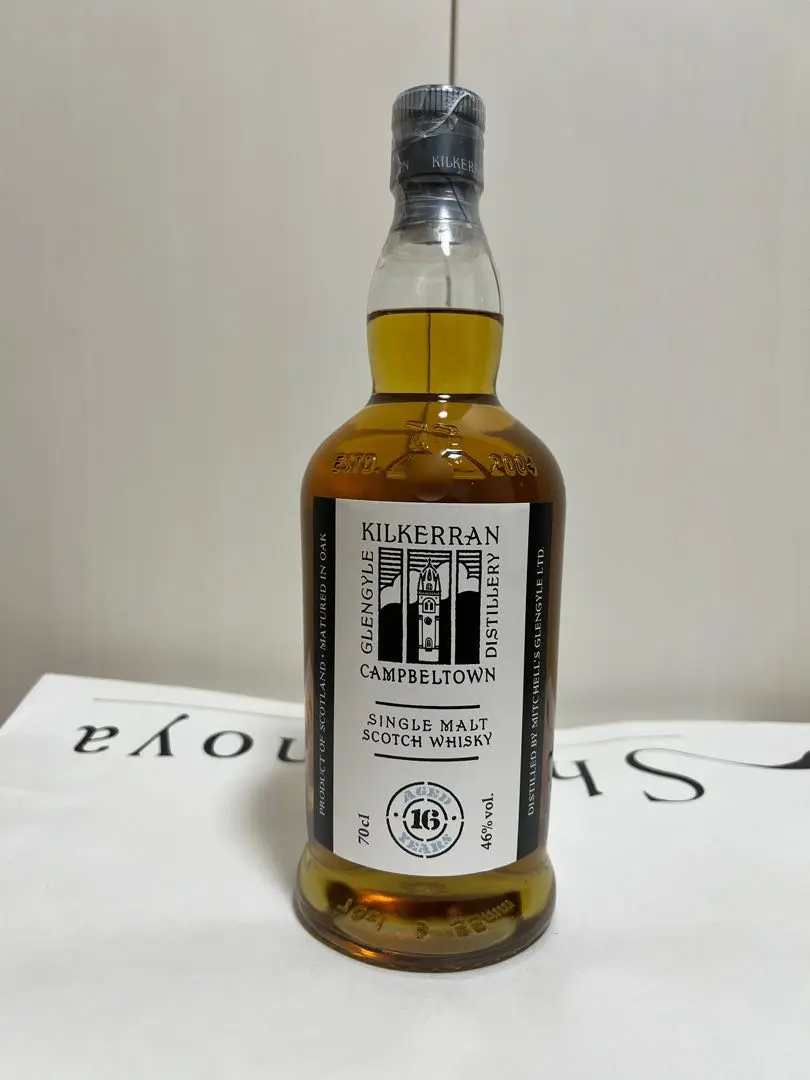 KILKER
ESTD. 2004
KILKERRAN
GLENGYLE
DISTILLERY
CAMPBELTOWN
SINGLE MALT
SCOTCH WHISKY
AGED
16
YEARS
70cl
46% vol.
PRODUCT OF SCOTLAND · MATURED IN OAK
DISTILLED BY MITCHELL'S GLENGYLE LTD.